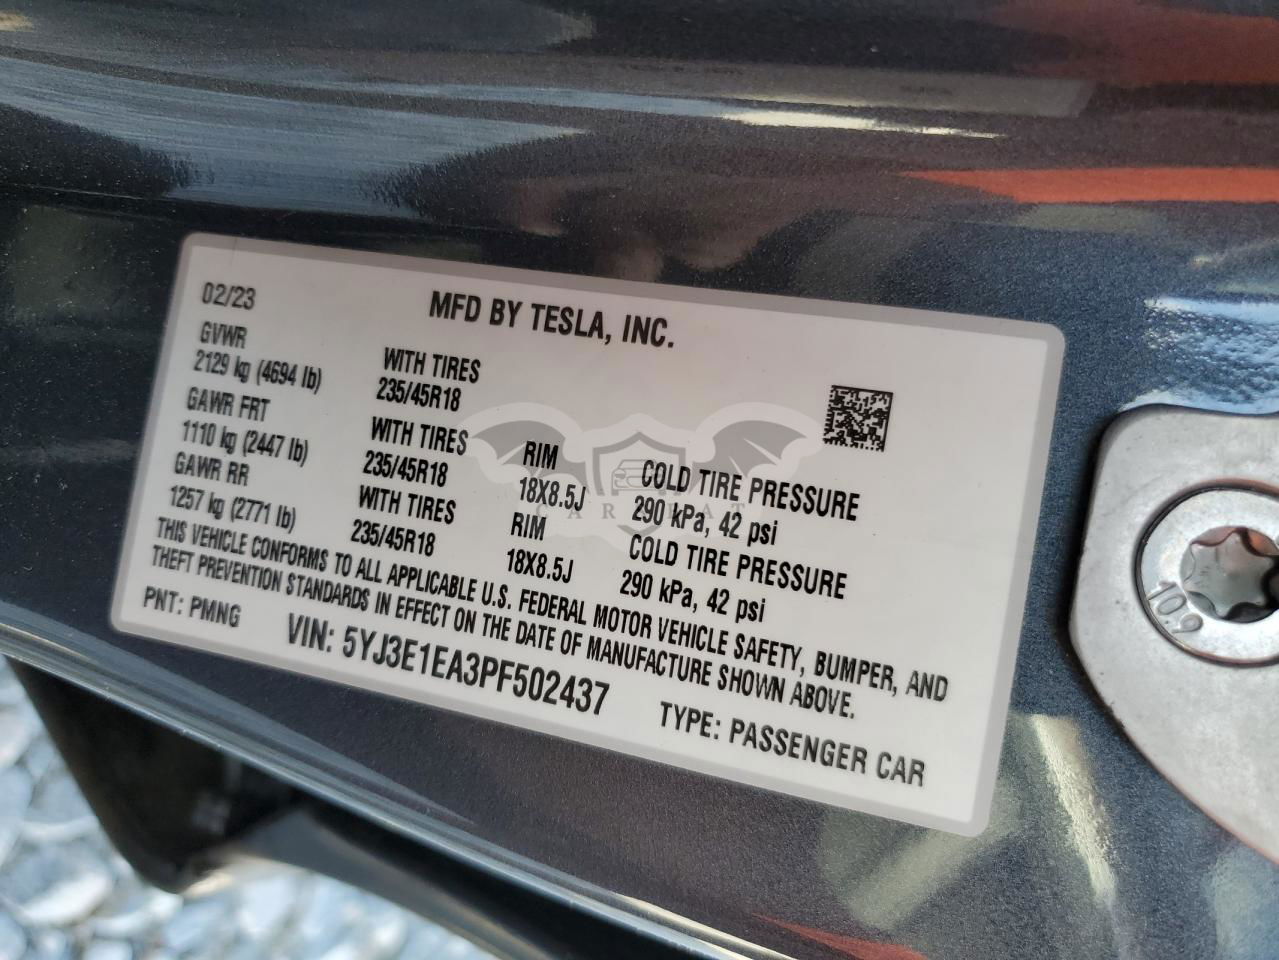 02/23
MFD BY TESLA, INC.
GVWR
2129 kg (4694 lb)
WITH TIRES
235/45R18
GAWR FRT
1110 kg (2447 lb)
WITH TIRES
235/45R18
RIM
18X8.5J
COLD TIRE PRESSURE
290 kPa, 42 psi
GAWR RR
1257 kg (2771 lb)
WITH TIRES
235/45R18
RIM
18X8.5J
COLD TIRE PRESSURE
290 kPa, 42 psi
THIS VEHICLE CONFORMS TO ALL APPLICABLE U.S. FEDERAL MOTOR VEHICLE SAFETY, BUMPER, AND
THEFT PREVENTION STANDARDS IN EFFECT ON THE DATE OF MANUFACTURE SHOWN ABOVE.
PNT: PMNG
VIN: 5YJ3E1EA3PF502437
TYPE: PASSENGER CAR
10.9